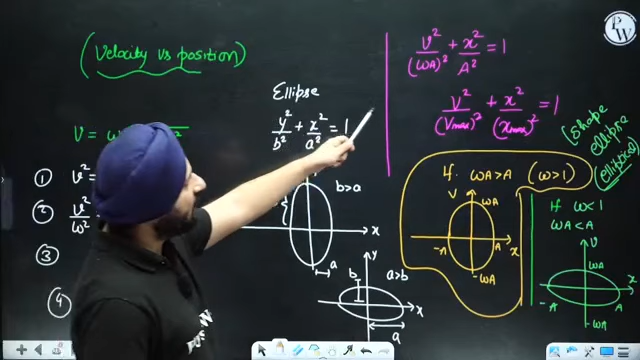 (Velocity vs position)
V = ω
① v² =
② v²/ω² =
③
④
Ellipse
y²/b² + x²/a² = 1
b>a
x
a
y
b
a>b
x
a
v²/(ωA)² + x²/A² = 1
v²/(Vmax)² + x²/(xmax)² = 1
[shape
ellipse
(elliptical)
If ωA>A (ω>1)
V
ωA
-A
A
x
-ωA
If ω<1
ωA<A
V
ωA
x
-A
A
-ωA
PW